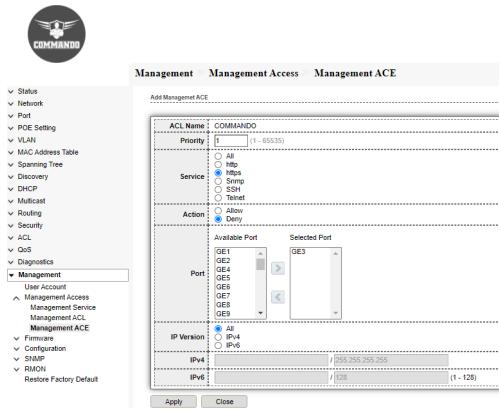 COMMANDO
Management Management Access Management ACE
Status
Network
Port
POE Setting
VLAN
MAC Address Table
Spanning Tree
Discovery
DHCP
Multicast
Routing
Security
ACL
QoS
Diagnostics
Management
User Account
Management Access
Management Service
Management ACL
Management ACE
Firmware
Configuration
SNMP
RMON
Restore Factory Default
Add Managemet ACE
ACL Name COMMANDO
Priority 1 (1 - 65535)
Service
All
http
https
Snmp
SSH
Telnet
Action
Allow
Deny
Port
Available Port Selected Port
GE1 GE3
GE2
GE4
GE5
GE6
GE7
GE8
GE9
IP Version
All
IPv4
IPv6
IPv4 / 255.255.255.255
IPv6 / 128 (1 - 128)
Apply Close